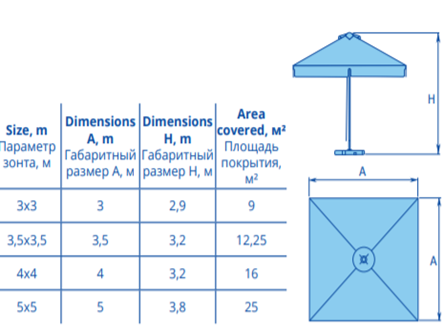 Size, m
Параметр
зонта, м
Dimensions
A, m
Габаритный
размер А, м
Dimensions
H, m
Габаритный
размер Н, м
Area
covered, м²
Площадь
покрытия,
м²
3x3 3 2,9 9
3,5x3,5 3,5 3,2 12,25
4x4 4 3,2 16
5x5 5 3,8 25
H
A
A